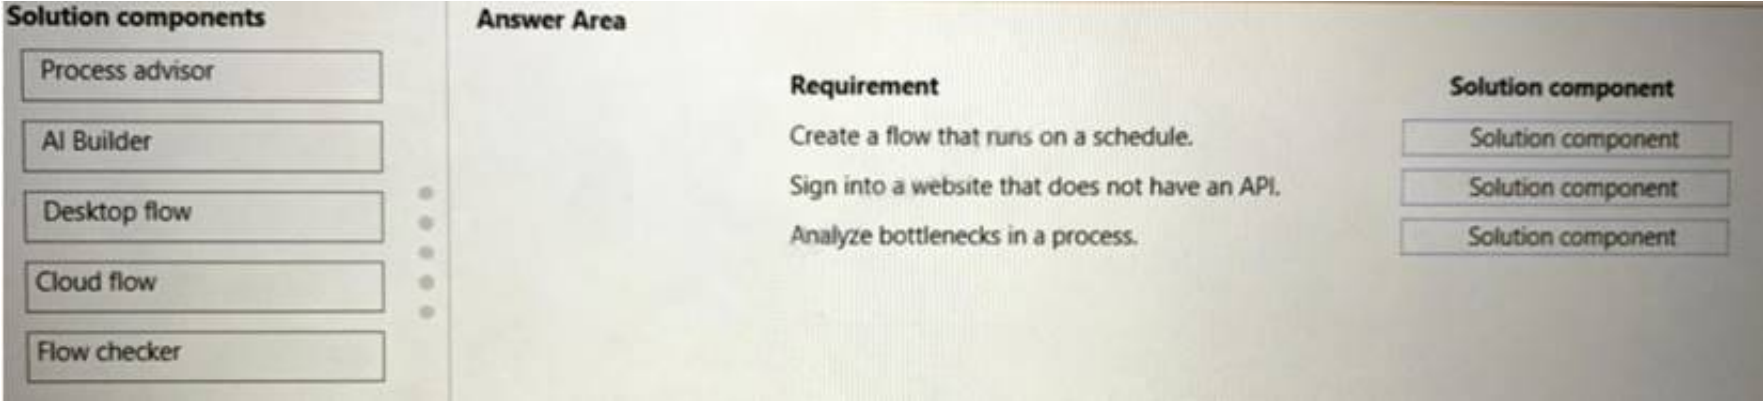 Solution components
Process advisor
AI Builder
Desktop flow
Cloud flow
Flow checker
Answer Area
Requirement Solution component
Create a flow that runs on a schedule. Solution component
Sign into a website that does not have an API. Solution component
Analyze bottlenecks in a process. Solution component